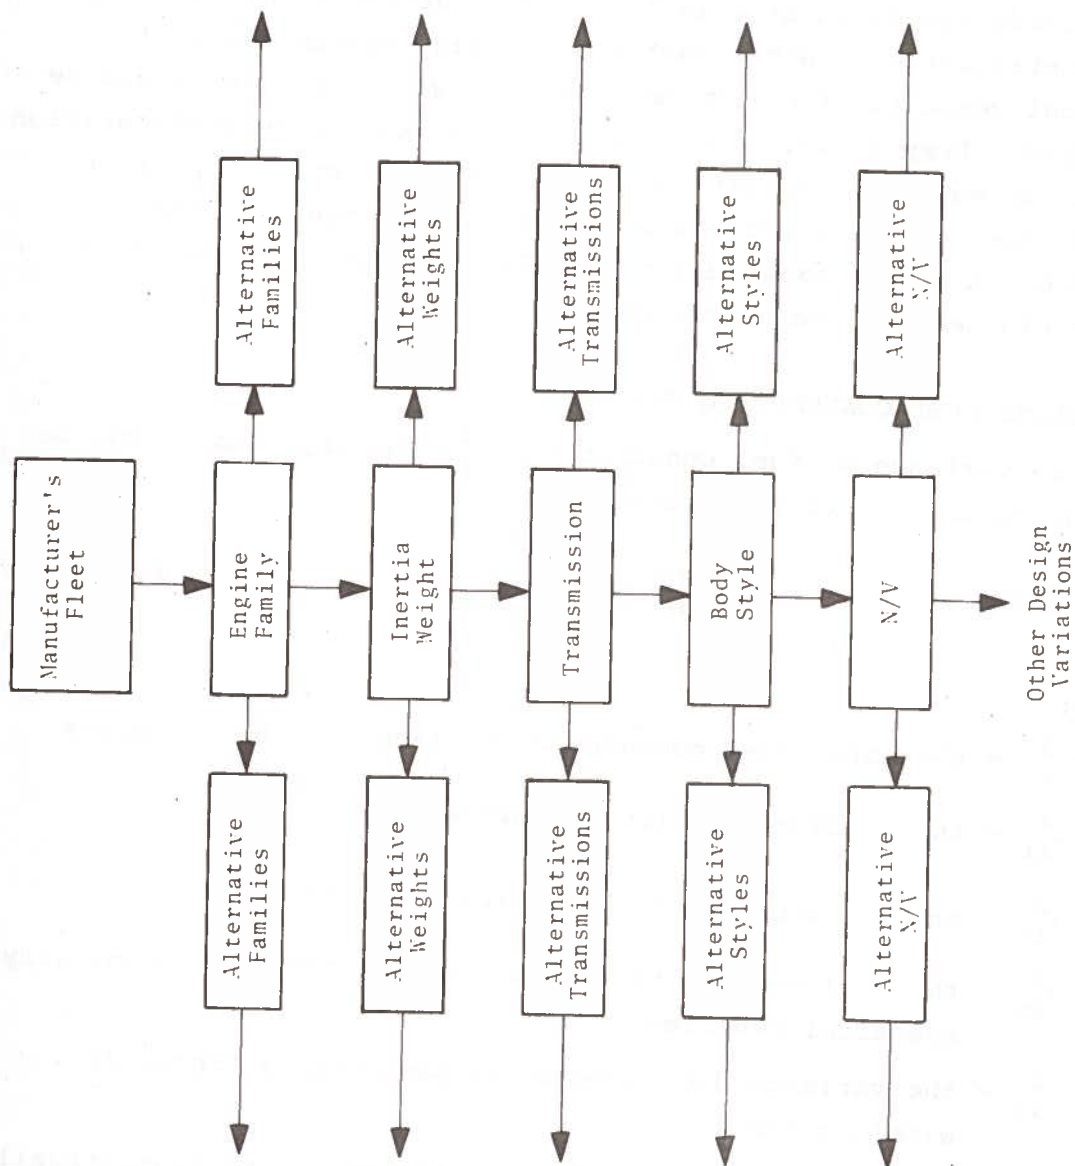 Manufacturer's
Fleet
Alternative
Families
Engine
Family
Alternative
Families
Alternative
Weights
Inertia
Weight
Alternative
Weights
Alternative
Transmissions
Transmission
Alternative
Transmissions
Alternative
Styles
Body
Style
Alternative
Styles
Alternative
N/V
N/V
Alternative
N/V
Other Design
Variations